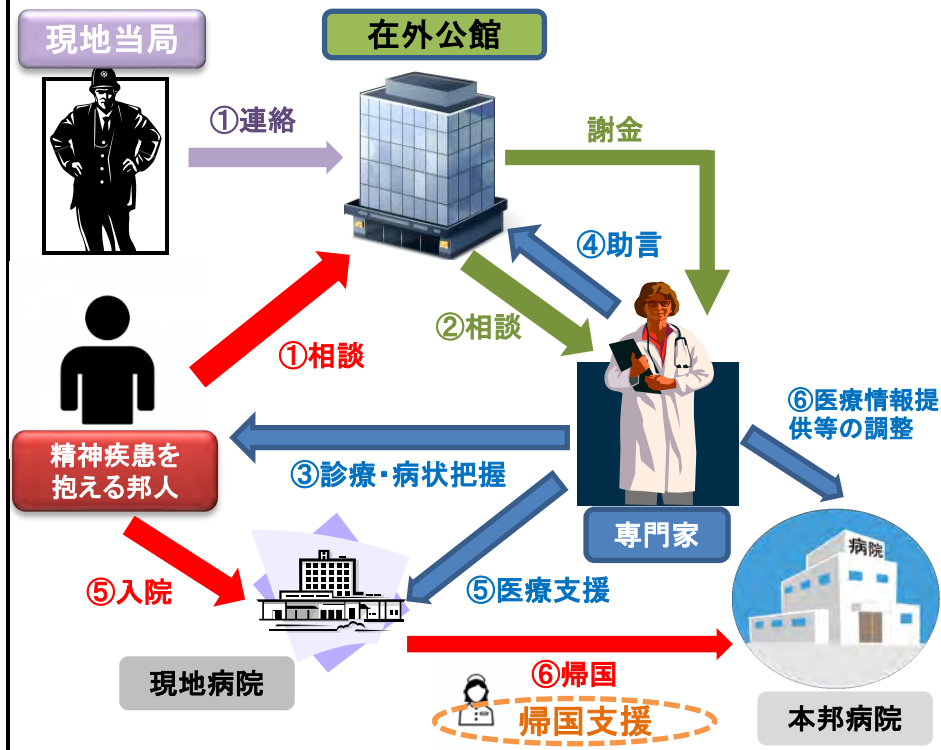 現地当局
在外公館
①連絡
謝金
④助言
②相談
①相談
⑥医療情報提
供等の調整
精神疾患を
抱える邦人
③診療・病状把握
専門家
病院
⑤入院
⑤医療支援
現地病院
⑥帰国
帰国支援
本邦病院